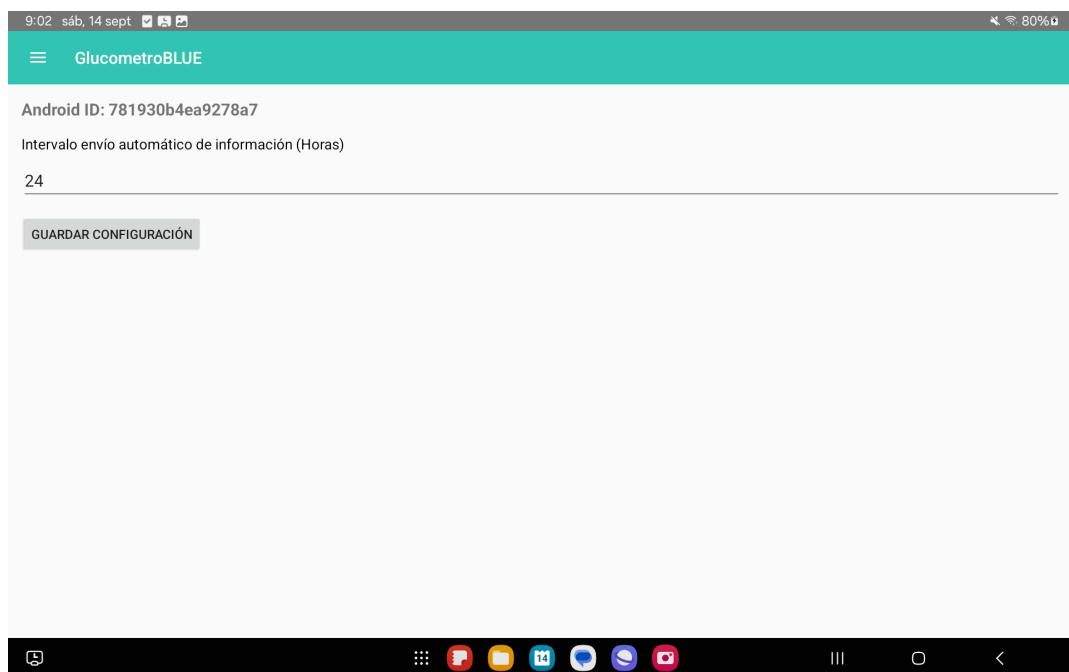 9:02 sáb, 14 sept
80%
GlucometroBLUE
Android ID: 781930b4ea9278a7
Intervalo envío automático de información (Horas)
24
GUARDAR CONFIGURACIÓN
14